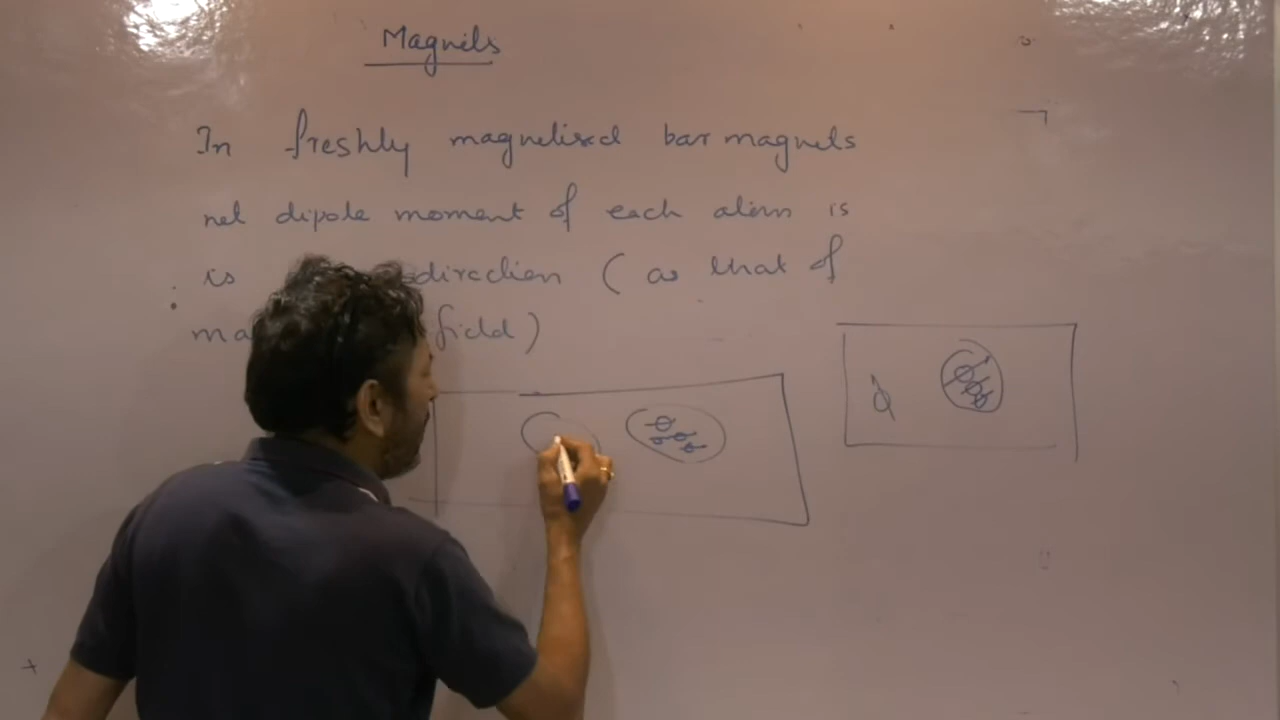 Magnets
In freshly magnetised bar magnets
net dipole moment of each atom is
is direction ( as that of
ma field )